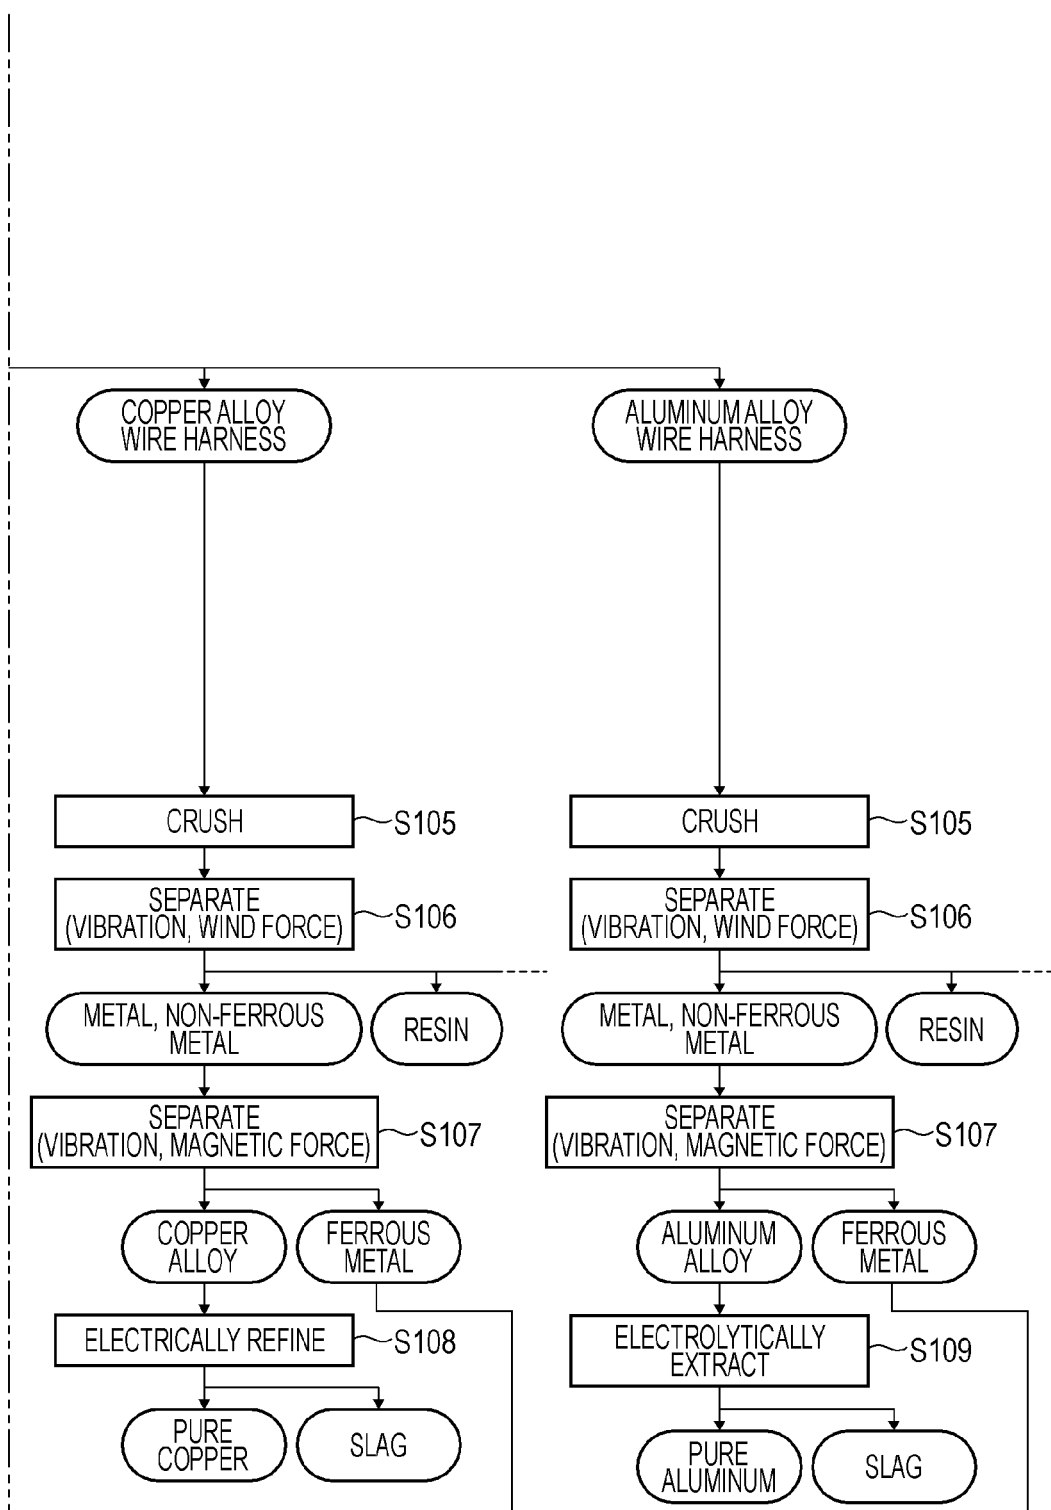 COPPER ALLOY
WIRE HARNESS
ALUMINUM ALLOY
WIRE HARNESS
CRUSH
S105
CRUSH
S105
SEPARATE
(VIBRATION, WIND FORCE)
S106
SEPARATE
(VIBRATION, WIND FORCE)
S106
METAL, NON-FERROUS
METAL
RESIN
METAL, NON-FERROUS
METAL
RESIN
SEPARATE
(VIBRATION, MAGNETIC FORCE)
S107
SEPARATE
(VIBRATION, MAGNETIC FORCE)
S107
COPPER
ALLOY
FERROUS
METAL
ALUMINUM
ALLOY
FERROUS
METAL
ELECTRICALLY REFINE
S108
ELECTROLYTICALLY
EXTRACT
S109
PURE
COPPER
SLAG
PURE
ALUMINUM
SLAG